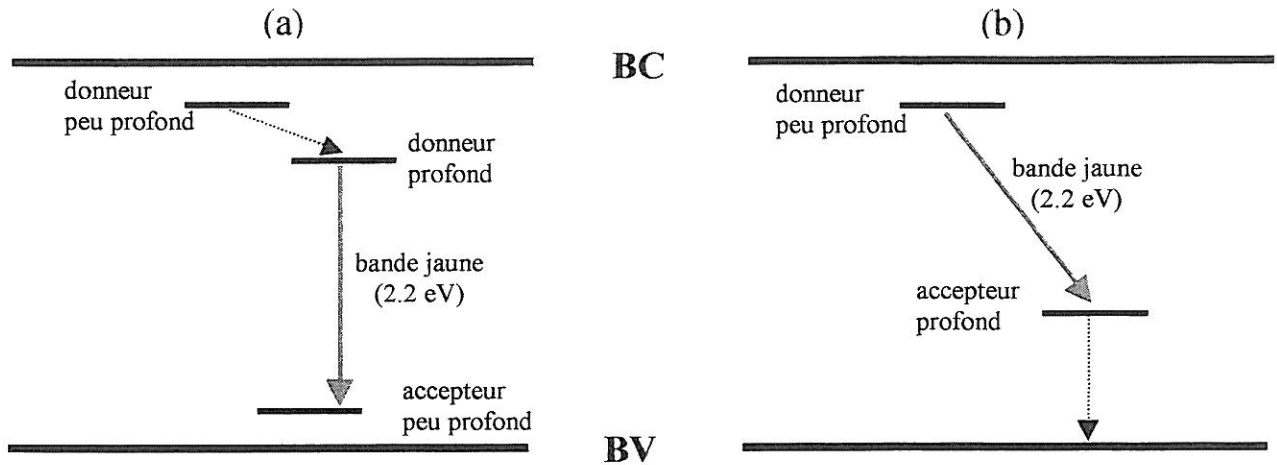 (a)
BC
donneur
peu profond
donneur
profond
bande jaune
(2.2 eV)
accepteur
peu profond
BV
(b)
donneur
peu profond
bande jaune
(2.2 eV)
accepteur
profond